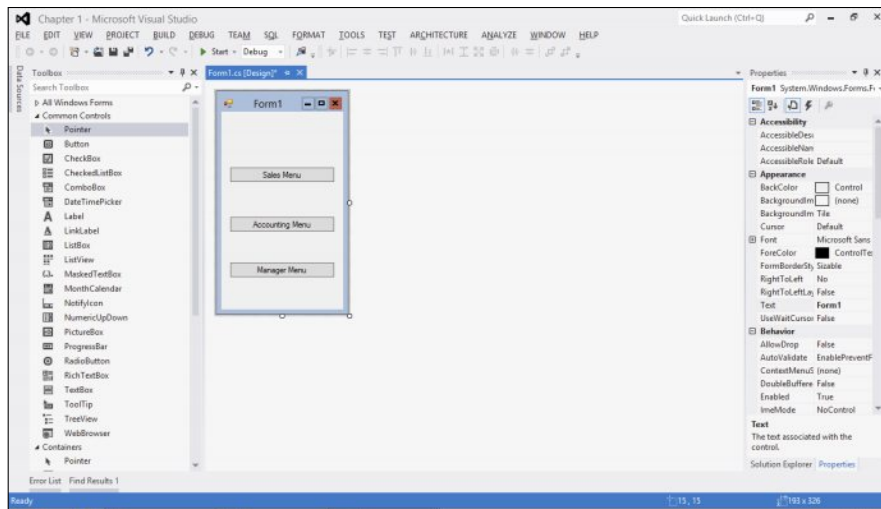 Chapter 1 - Microsoft Visual Studio
Quick Launch (Ctrl+Q)
FILE EDIT VIEW PROJECT BUILD DEBUG TEAM SQL FORMAT TOOLS TEST ARCHITECTURE ANALYZE WINDOW HELP
Start Debug
Data Sources
Toolbox
Search Toolbox
All Windows Forms
Common Controls
Pointer
Button
CheckBox
CheckedListBox
ComboBox
DateTimePicker
Label
LinkLabel
ListBox
ListView
MaskedTextBox
MonthCalendar
NotifyIcon
NumericUpDown
PictureBox
ProgressBar
RadioButton
RichTextBox
TextBox
ToolTip
TreeView
WebBrowser
Containers
Pointer
Form1.cs [Design]*
Form1
Sales Menu
Accounting Menu
Manager Menu
Properties
Form1 System.Windows.Forms.F
Accessibility
AccessibleDes
AccessibleNam
AccessibleRole Default
Appearance
BackColor Control
BackgroundIm (none)
BackgroundIm Tile
Cursor Default
Font Microsoft Sans
ForeColor ControlTe
FormBorderSty Sizable
RightToLeft No
RightToLeftLa False
Text Form1
UseWaitCursor False
Behavior
AllowDrop False
AutoValidate EnablePreventF
ContextMenuS (none)
DoubleBuffere False
Enabled True
ImeMode NoControl
Text
The text associated with the
control.
Solution Explorer Properties
Error List Find Results 1
Ready
15, 15
193 x 326